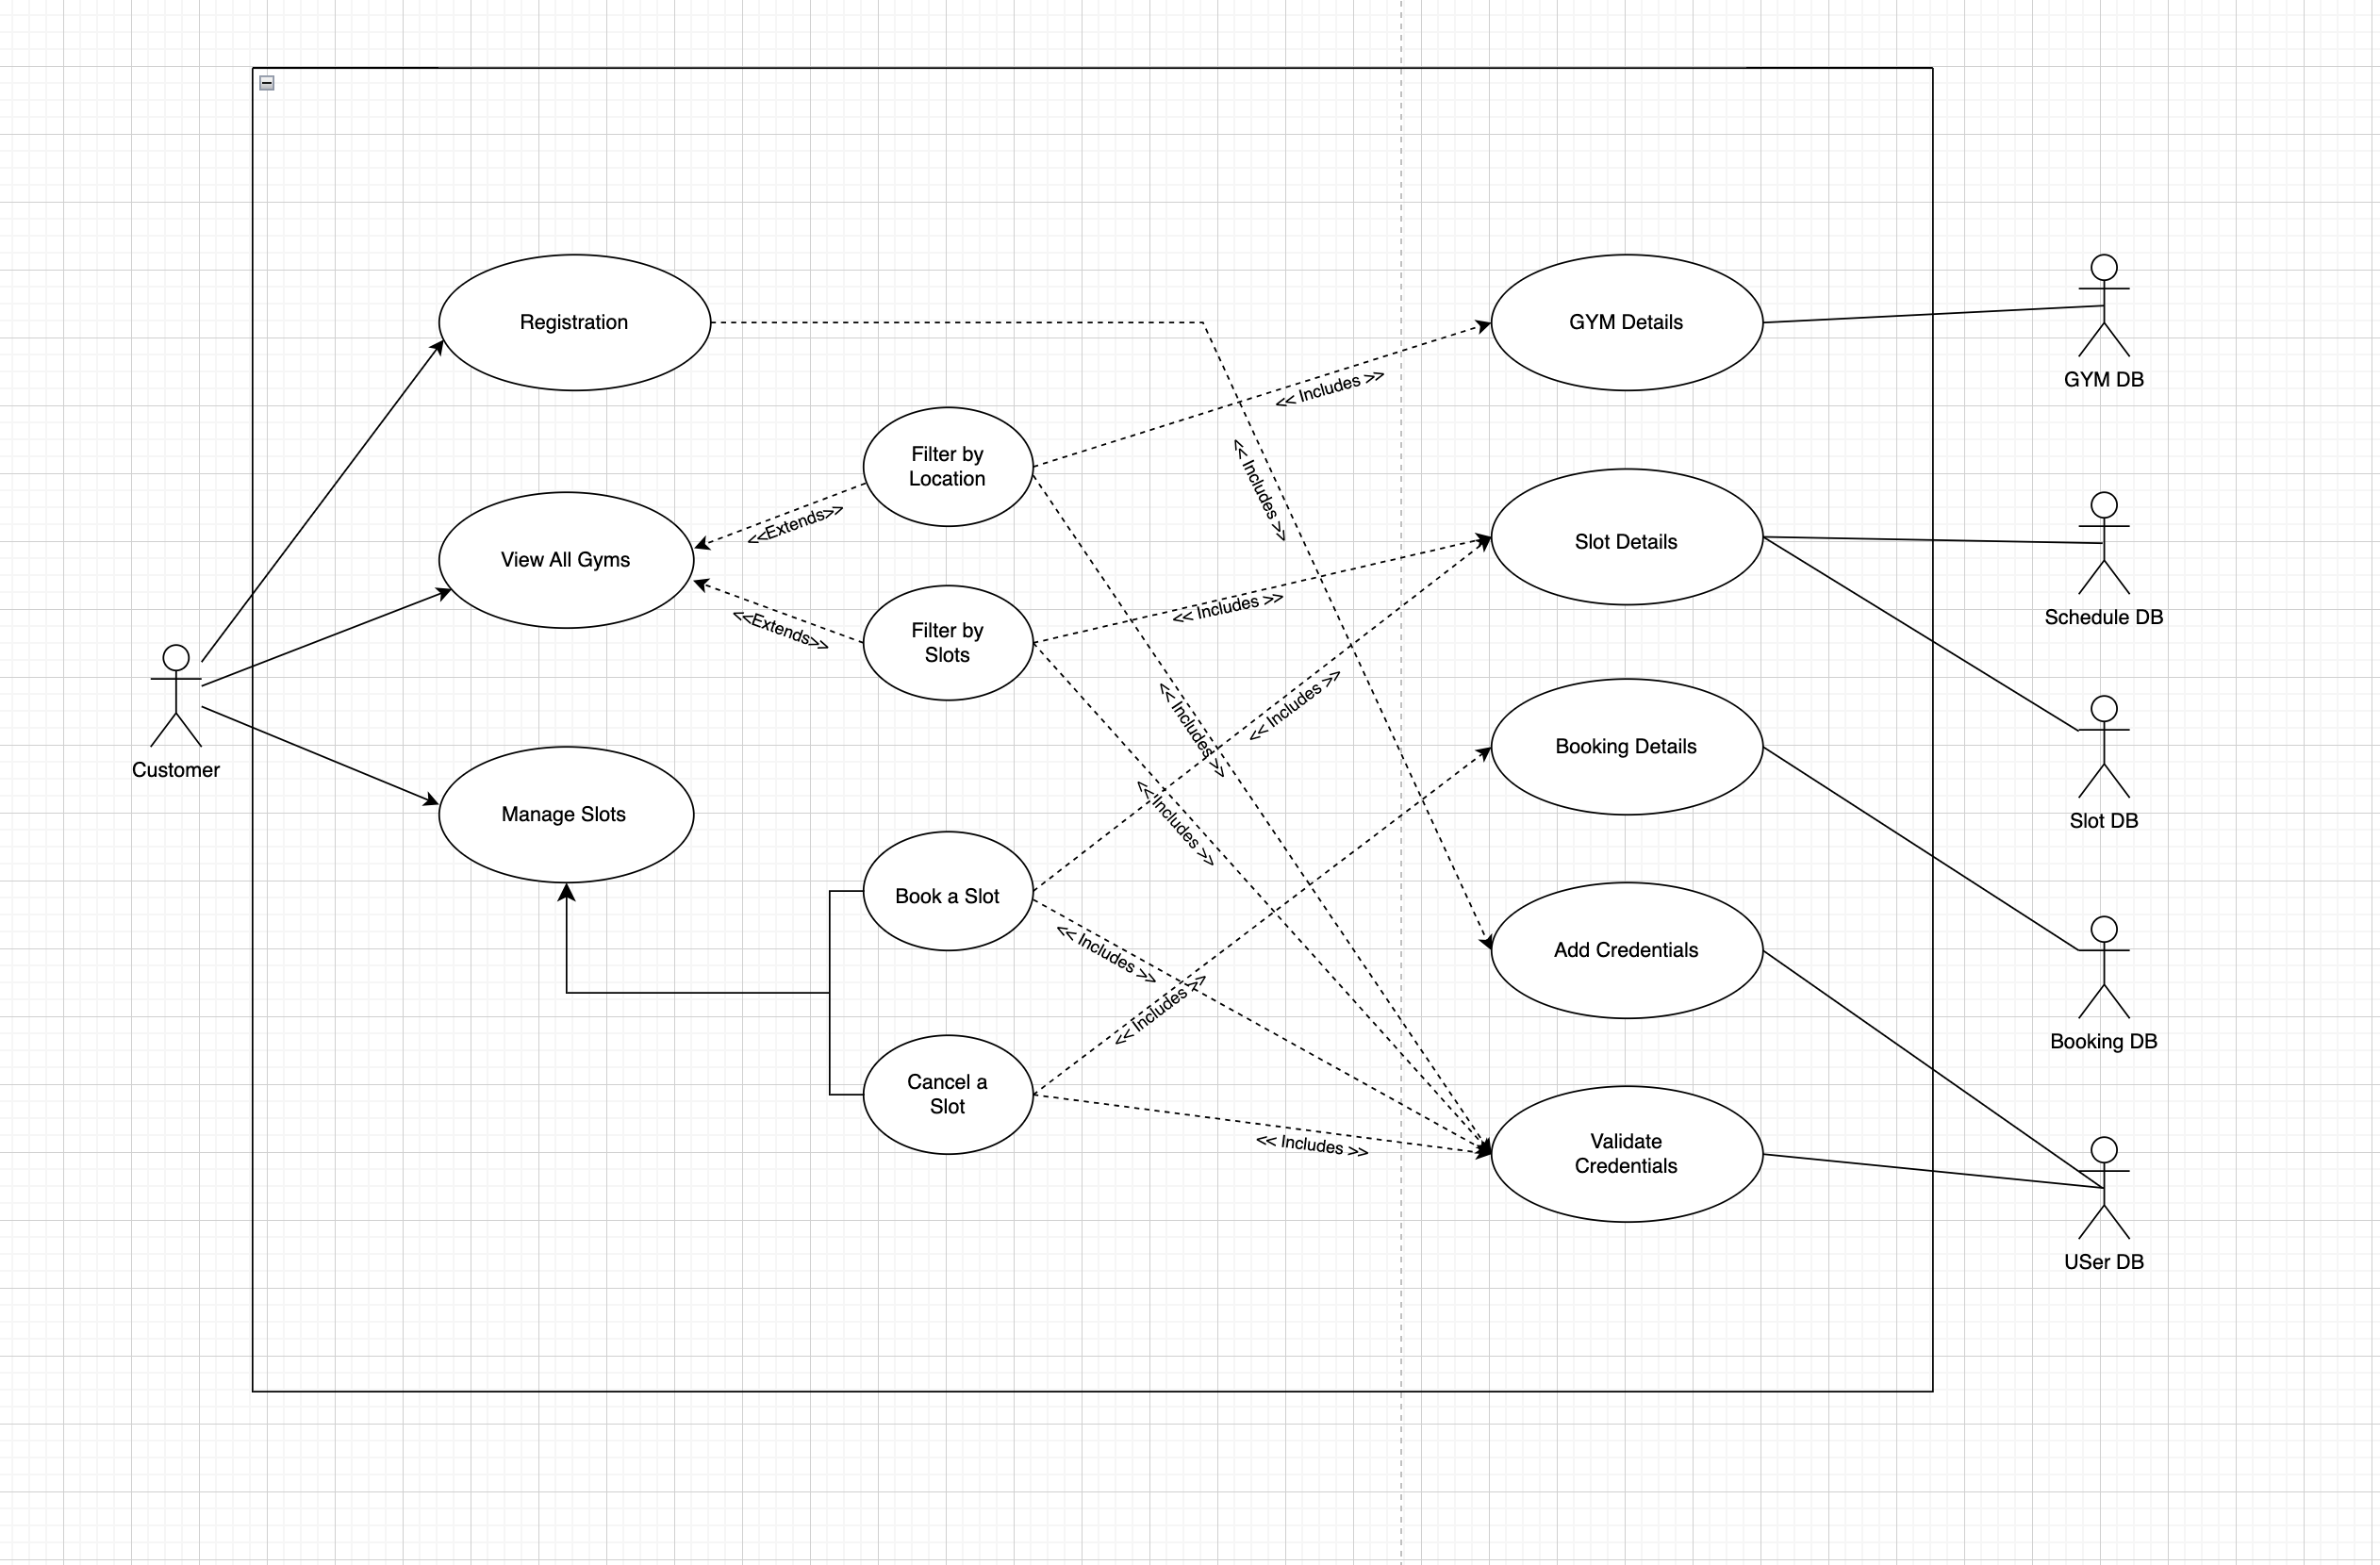 Registration
GYM Details
GYM DB
<< Includes >>
Filter by
Location
<< Includes >>
<<Extends>>
View All Gyms
Slot Details
Schedule DB
<< Includes >>
<<Extends>>
Filter by
Slots
<< Includes >>
<< Includes >>
Customer
Booking Details
Manage Slots
Slot DB
<< Includes >>
Book a Slot
<< Includes >>
Add Credentials
<< Includes >>
Booking DB
Cancel a
Slot
<< Includes >>
Validate
Credentials
USer DB